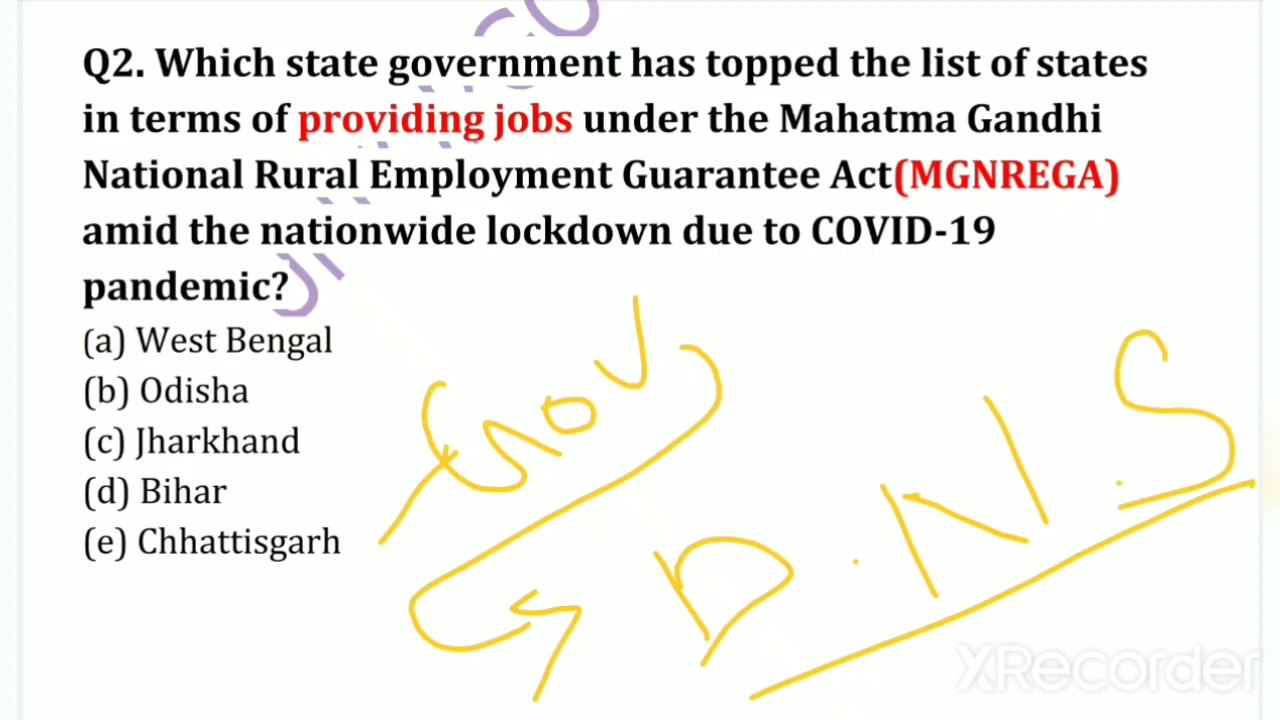 Q2. Which state government has topped the list of states
in terms of providing jobs under the Mahatma Gandhi
National Rural Employment Guarantee Act(MGNREGA)
amid the nationwide lockdown due to COVID-19
pandemic?
(a) West Bengal
(b) Odisha
(c) Jharkhand
(d) Bihar
(e) Chhattisgarh
Gov
D.N.S
XRecorder